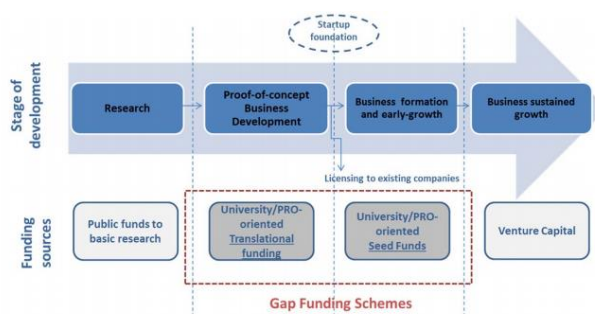 Startup
foundation
Stage of
development
Research
Proof-of-concept
Business
Development
Business formation
and early-growth
Business sustained
growth
Licensing to existing companies
Funding
sources
Public funds to
basic research
University/PRO-
oriented
Translational
funding
University/PRO-
oriented
Seed Funds
Venture Capital
Gap Funding Schemes